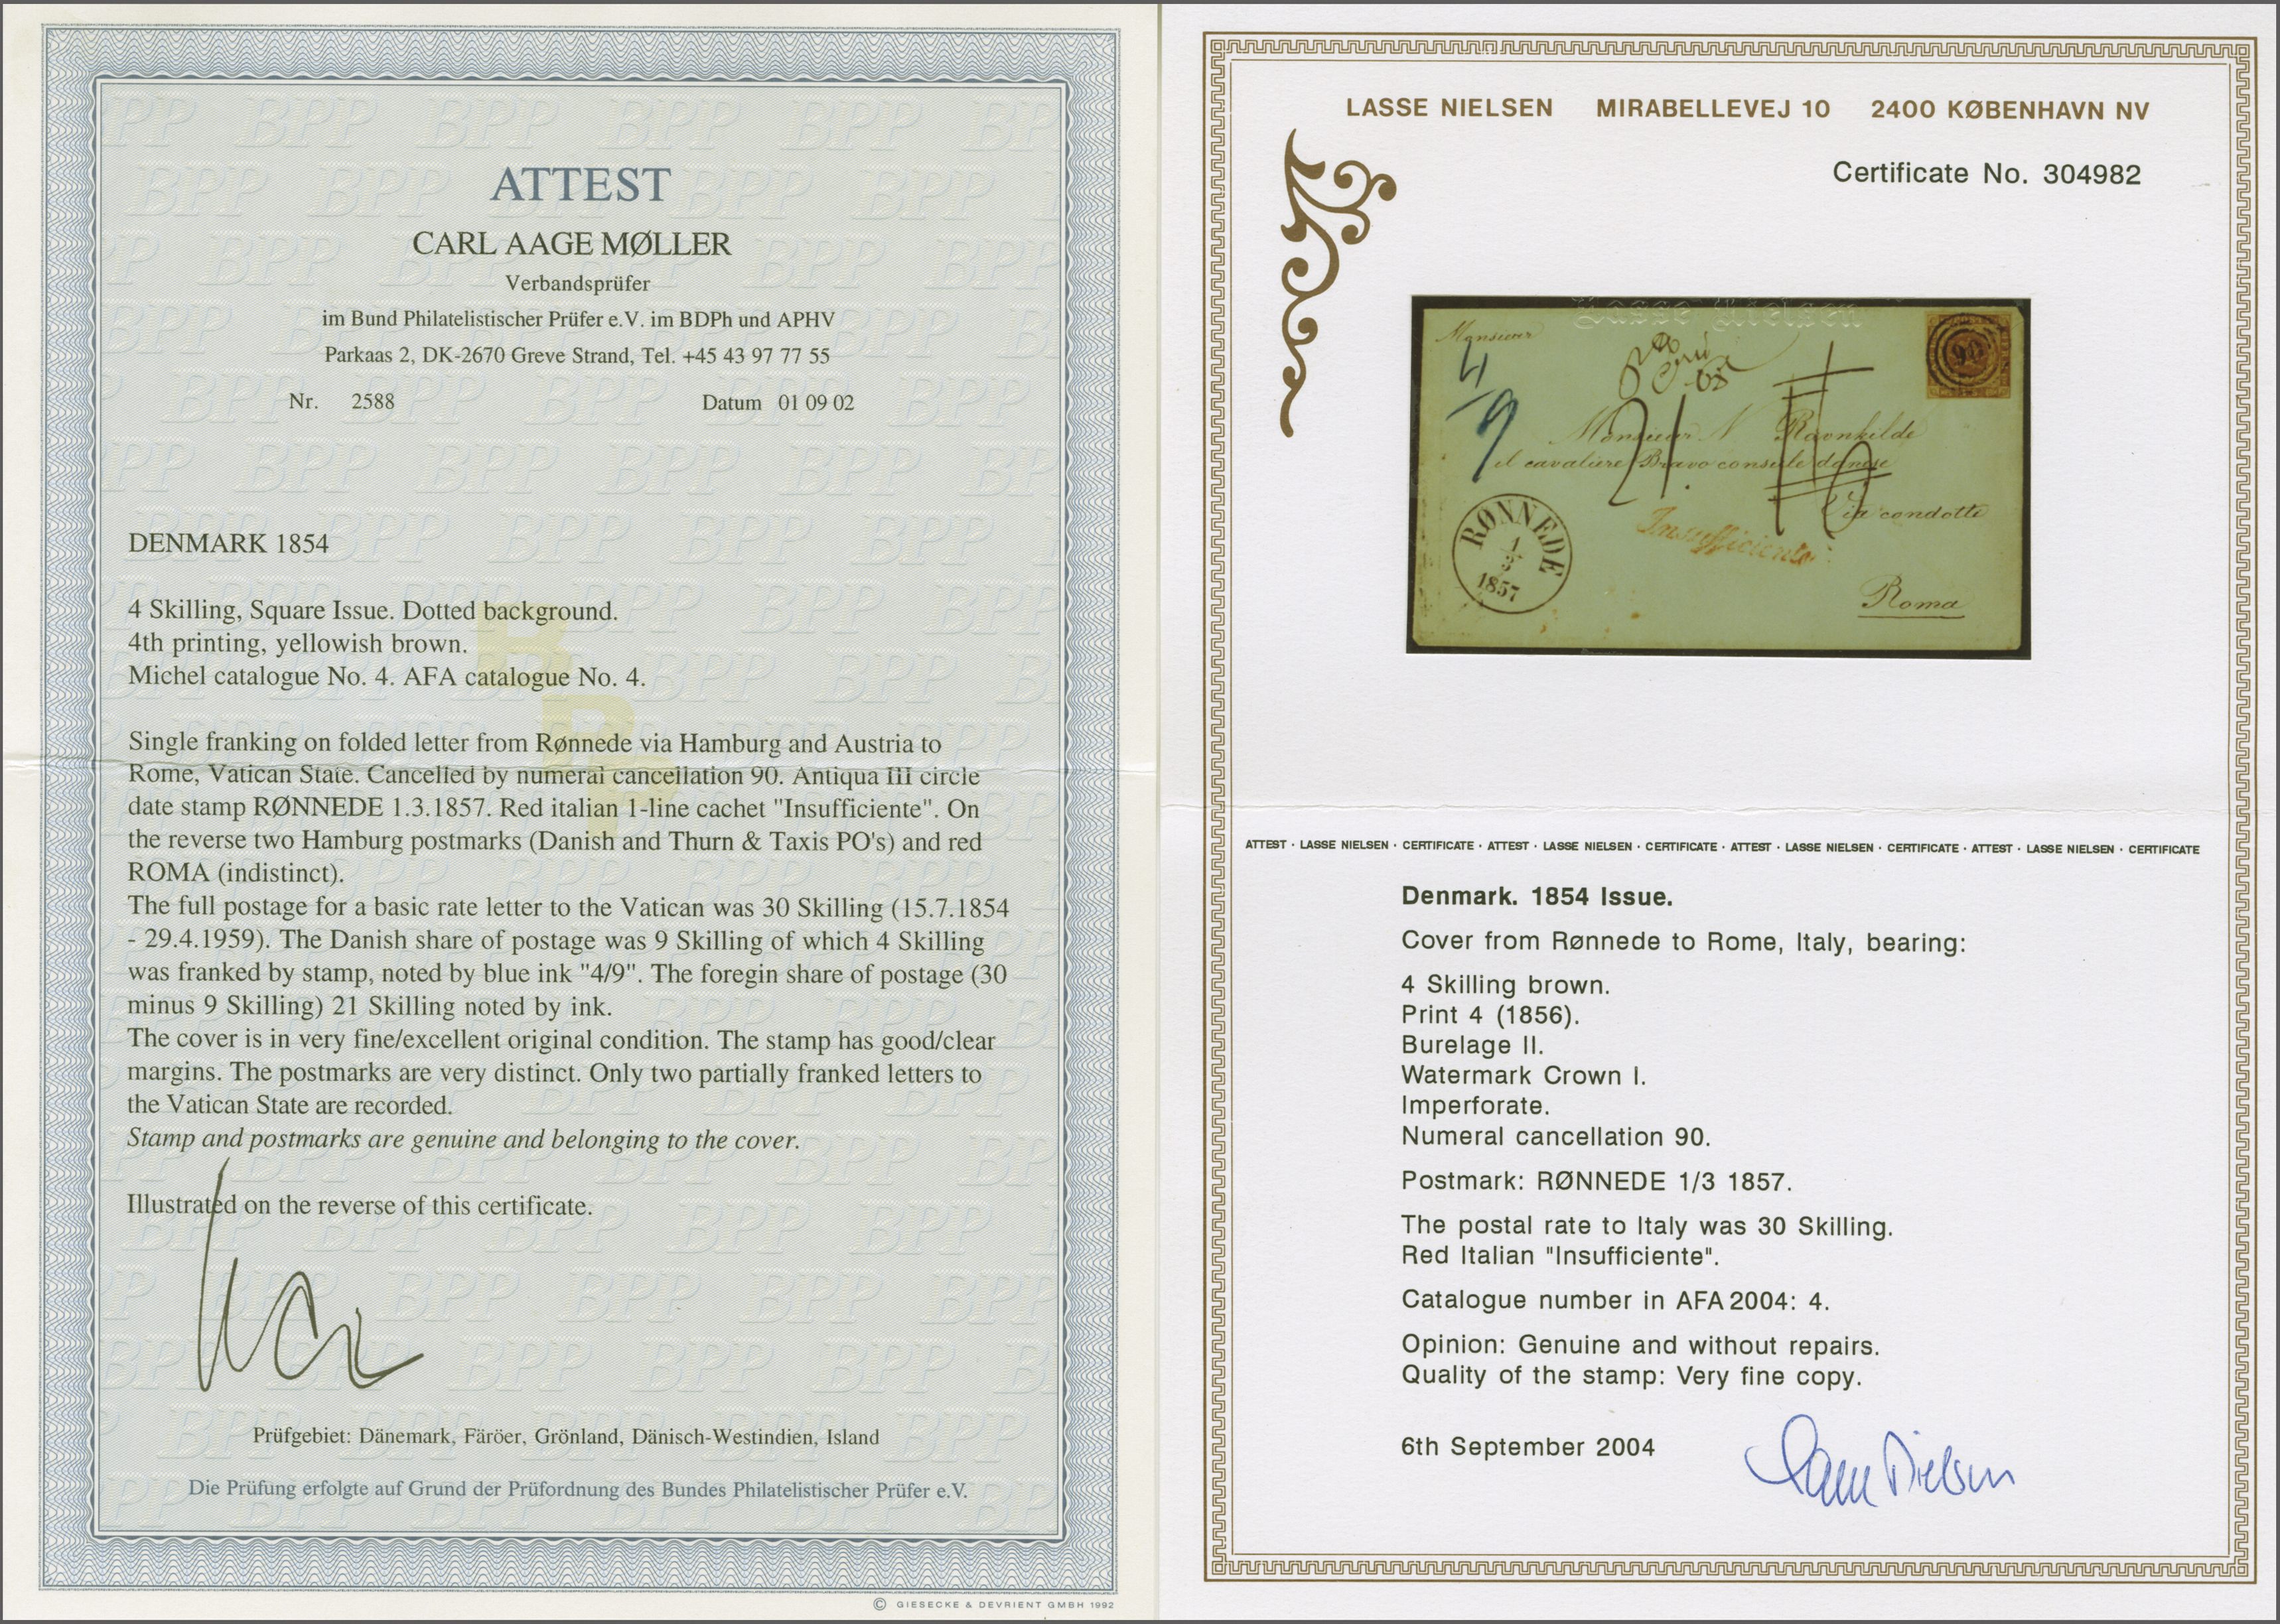 ATTEST
CARL AAGE MØLLER
Verbandsprüfer
im Bund Philatelistischer Prüfer e.V. im BDPh und APHV
Parkaas 2, DK-2670 Greve Strand, Tel. +45 43 97 77 55
Nr. 2588 Datum 01 09 02
DENMARK 1854
4 Skilling, Square Issue. Dotted background.
4th printing, yellowish brown.
Michel catalogue No. 4. AFA catalogue No. 4.
Single franking on folded letter from Rønnede via Hamburg and Austria to
Rome, Vatican State. Cancelled by numeral cancellation 90. Antiqua III circle
date stamp RØNNEDE 1.3.1857. Red italian 1-line cachet "Insufficiente". On
the reverse two Hamburg postmarks (Danish and Thurn & Taxis PO's) and red
ROMA (indistinct).
The full postage for a basic rate letter to the Vatican was 30 Skilling (15.7.1854
- 29.4.1959). The Danish share of postage was 9 Skilling of which 4 Skilling
was franked by stamp, noted by blue ink "4/9". The foregin share of postage (30
minus 9 Skilling) 21 Skilling noted by ink.
The cover is in very fine/excellent original condition. The stamp has good/clear
margins. The postmarks are very distinct. Only two partially franked letters to
the Vatican State are recorded.
Stamp and postmarks are genuine and belonging to the cover.
Illustrated on the reverse of this certificate.
Prüfgebiet: Dänemark, Färöer, Grönland, Dänisch-Westindien, Island
Die Prüfung erfolgte auf Grund der Prüfordnung des Bundes Philatelistischer Prüfer e.V.
© GIESECKE & DEVRIENT GMBH 1992
LASSE NIELSEN MIRABELLEVEJ 10 2400 KØBENHAVN NV
Certificate No. 304982
Lasse Nielsen
Monsieur
4/9
90
21
Monsieur N Ravnkilde
il cavaliere Bravo consule danese
Via condotte
Insufficiente
RØNNEDE
1/3
1857
Roma
ATTEST · LASSE NIELSEN · CERTIFICATE · ATTEST · LASSE NIELSEN · CERTIFICATE · ATTEST · LASSE NIELSEN · CERTIFICATE · ATTEST · LASSE NIELSEN · CERTIFICATE
Denmark. 1854 Issue.
Cover from Rønnede to Rome, Italy, bearing:
4 Skilling brown.
Print 4 (1856).
Burelage II.
Watermark Crown I.
Imperforate.
Numeral cancellation 90.
Postmark: RØNNEDE 1/3 1857.
The postal rate to Italy was 30 Skilling.
Red Italian "Insufficiente".
Catalogue number in AFA 2004: 4.
Opinion: Genuine and without repairs.
Quality of the stamp: Very fine copy.
6th September 2004
Lasse Nielsen